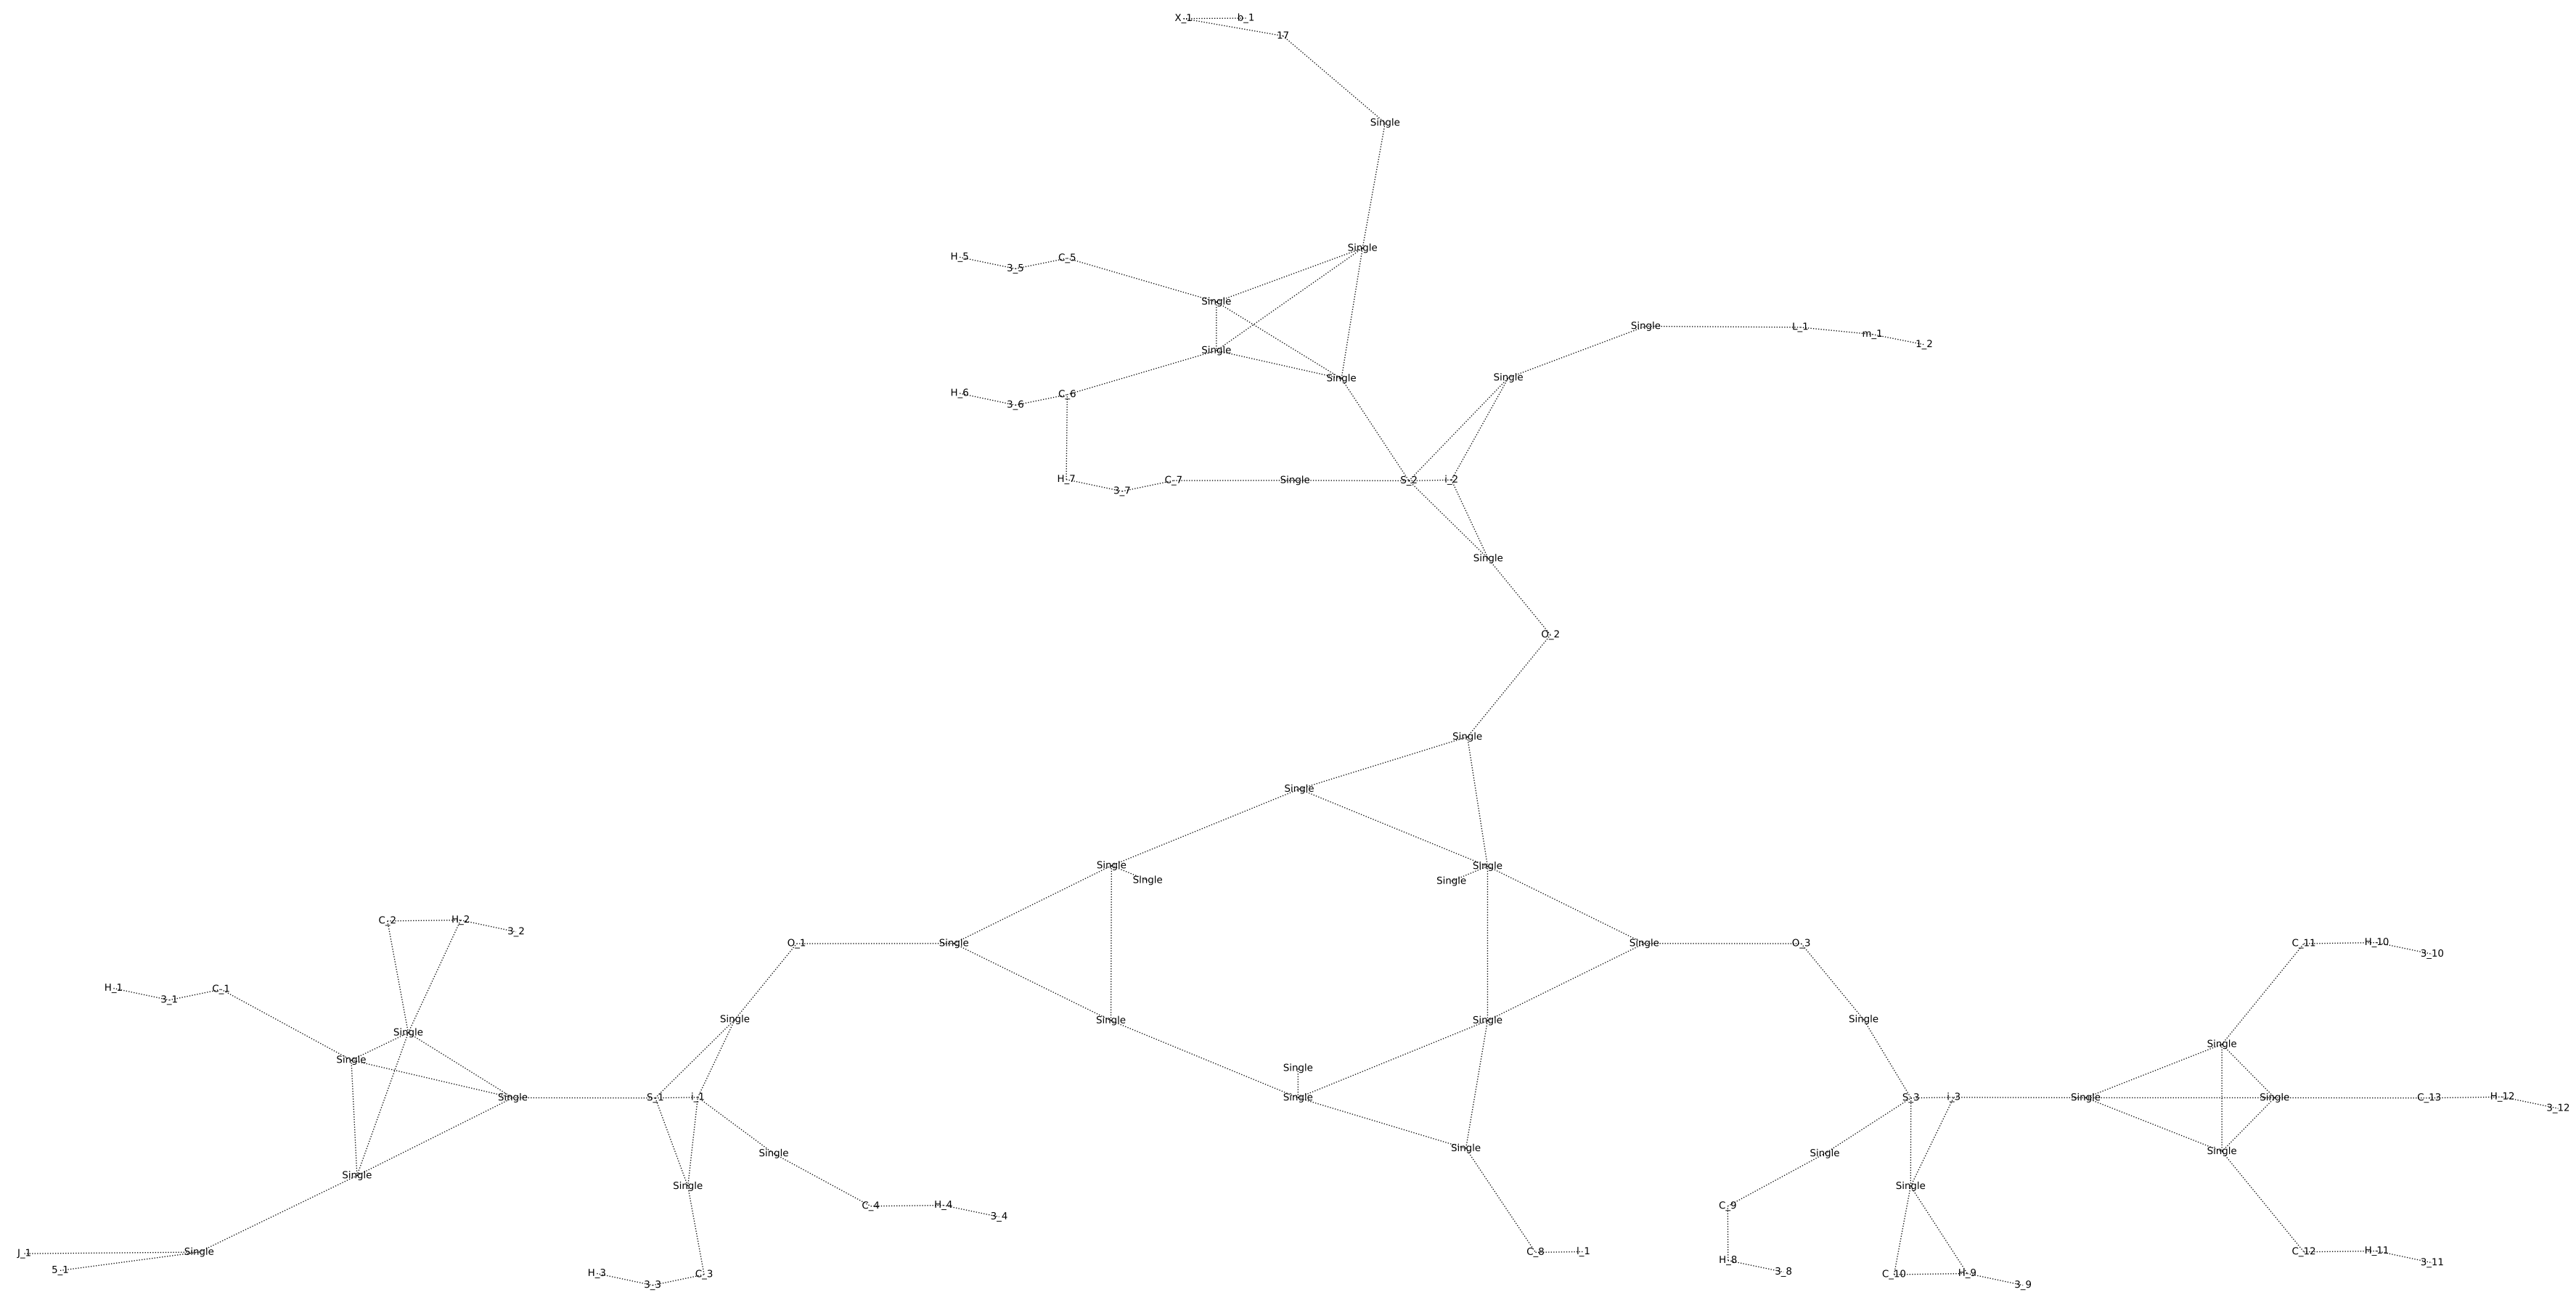 X_1 b_1
17
Single
Single
H_5 3_5 C_5
Single
Single L_1 m_1 1_2
Single
Single Single
H_6 3_6 C_6
H_7 3_7 C_7 Single S_2 i_2
Single
O_2
Single
Single
Single Single
Single Single
C_2 H_2 3_2
O_1 Single Single O_3 C_11 H_10 3_10
H_1 3_1 C_1
Single Single Single Single Single
Single Single
Single
Single
Single S_1 i_1 Single S_3 i_3 Single Single C_13 H_12 3_12
Single Single Single Single
Single Single Single
C_4 H_4 3_4 C_9
J_1 Single C_8 l_1 C_12 H_11 3_11
5_1 H_8 3_8
H_3 3_3 C_3 C_10 H_9 3_9